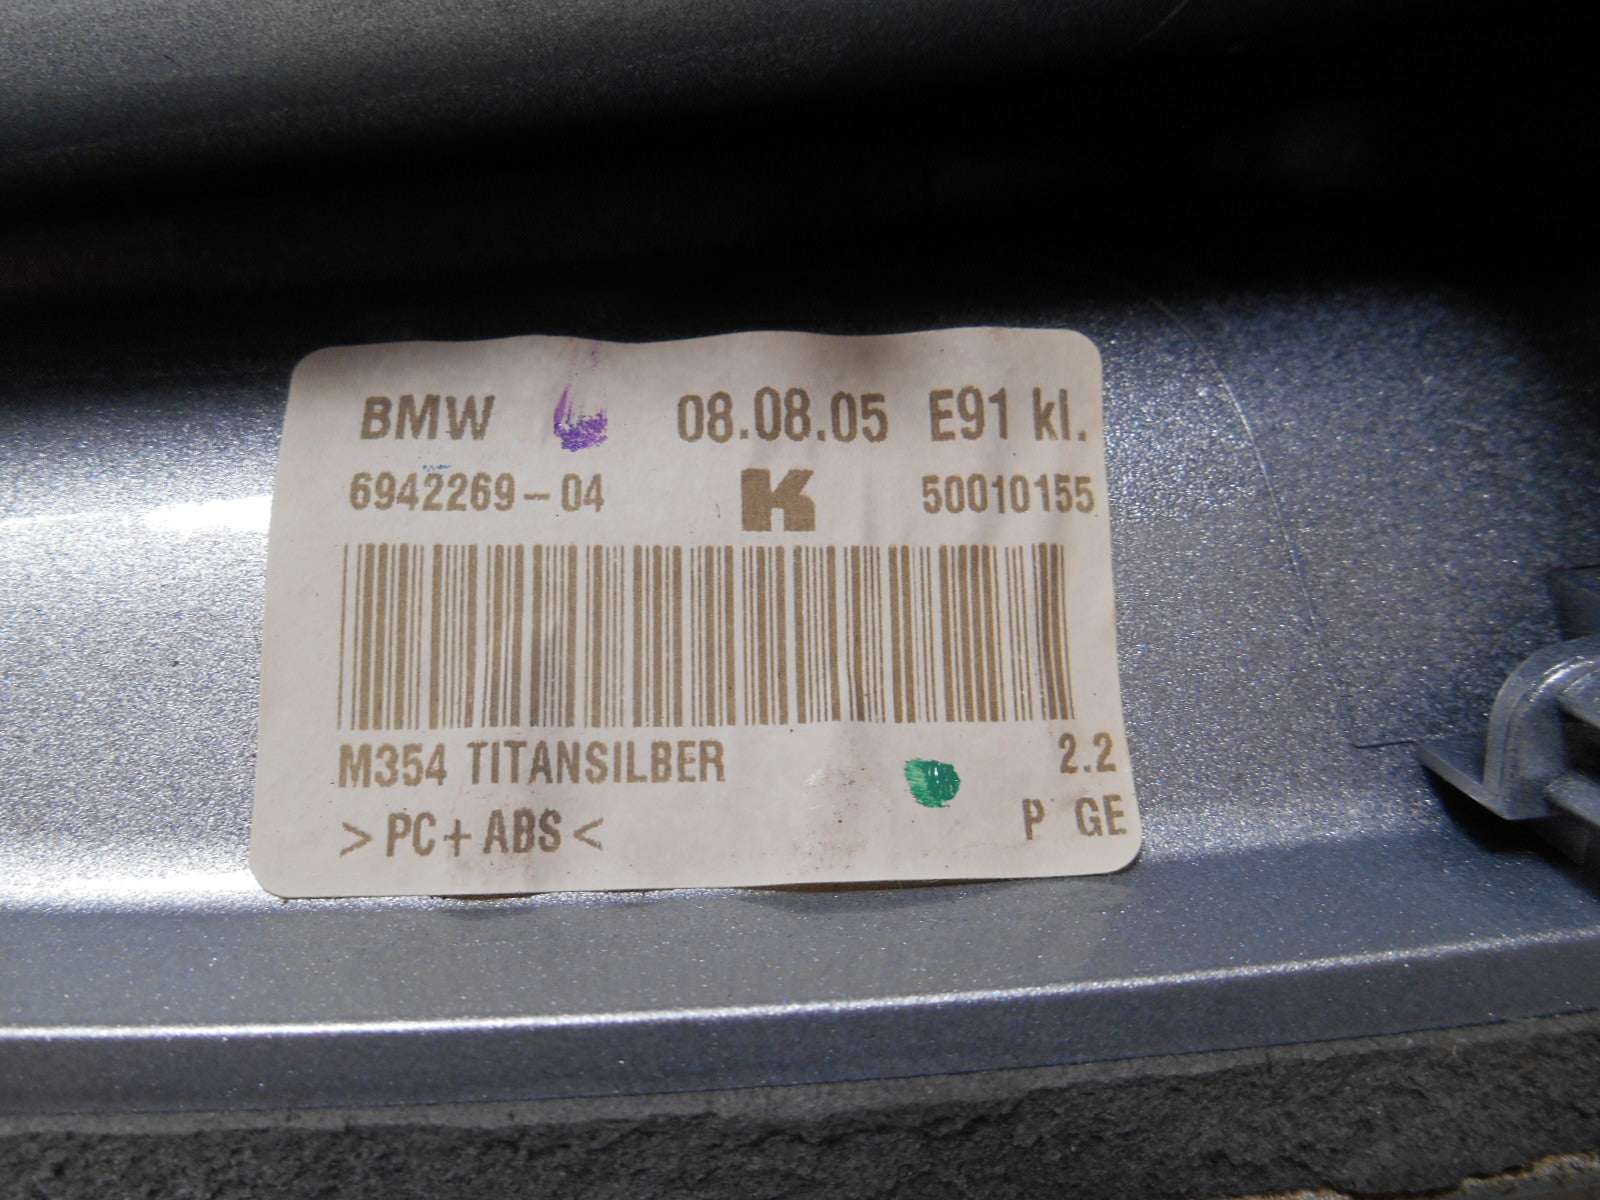 BMW 08.08.05 E91 kl.
6942269-04 K 50010155
M354 TITANSILBER 2.2
>PC+ABS< P GE